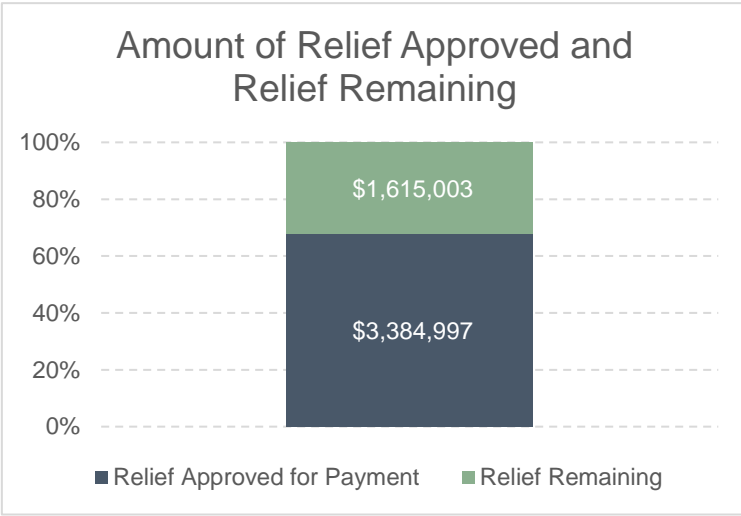 Amount of Relief Approved and
Relief Remaining
100%
$1,615,003
80%
60%
40%
$3,384,997
20%
0%
Relief Approved for Payment Relief Remaining